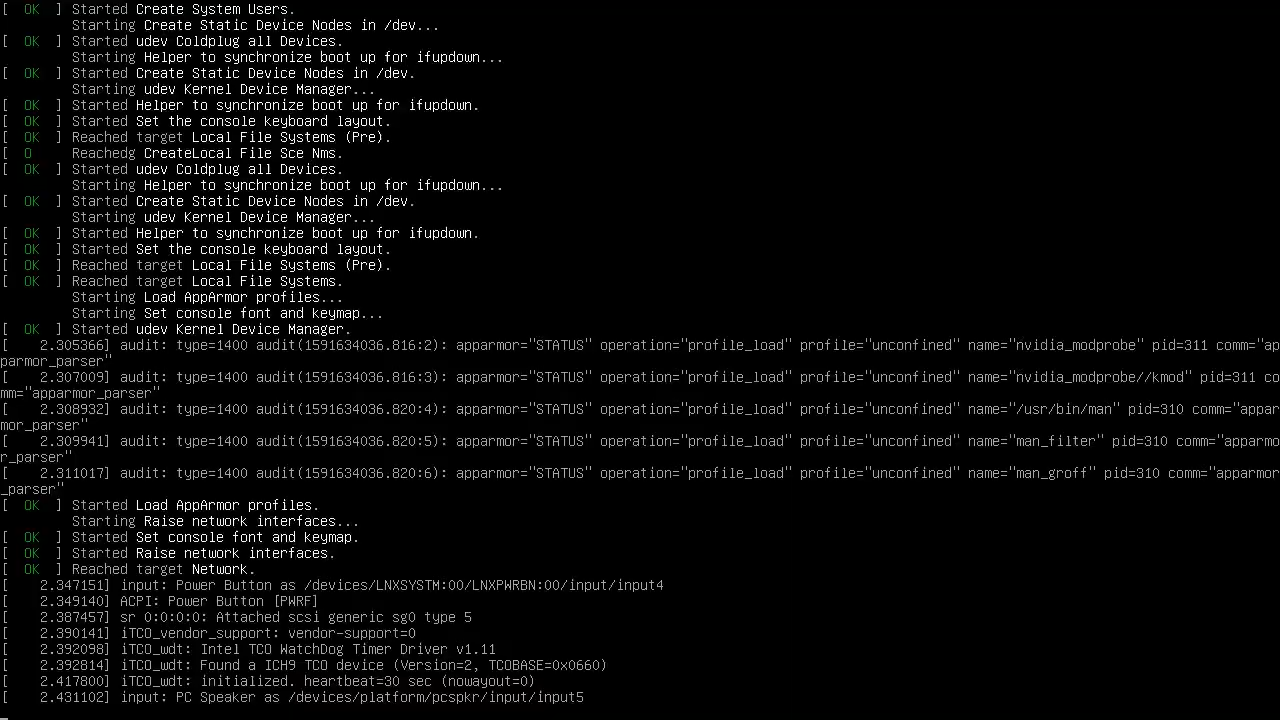 [  OK  ] Started Create System Users.
         Starting Create Static Device Nodes in /dev...
[  OK  ] Started udev Coldplug all Devices.
         Starting Helper to synchronize boot up for ifupdown...
[  OK  ] Started Create Static Device Nodes in /dev.
         Starting udev Kernel Device Manager...
[  OK  ] Started Helper to synchronize boot up for ifupdown.
[  OK  ] Started Set the console keyboard layout.
[  OK  ] Reached target Local File Systems (Pre).
[  O     Reachedg CreateLocal File Sce Nms.
[  OK  ] Started udev Coldplug all Devices.
         Starting Helper to synchronize boot up for ifupdown...
[  OK  ] Started Create Static Device Nodes in /dev.
         Starting udev Kernel Device Manager...
[  OK  ] Started Helper to synchronize boot up for ifupdown.
[  OK  ] Started Set the console keyboard layout.
[  OK  ] Reached target Local File Systems (Pre).
[  OK  ] Reached target Local File Systems.
         Starting Load AppArmor profiles...
         Starting Set console font and keymap...
[  OK  ] Started udev Kernel Device Manager.
[    2.305366] audit: type=1400 audit(1591634036.816:2): apparmor="STATUS" operation="profile_load" profile="unconfined" name="nvidia_modprobe" pid=311 comm="ap
parmor_parser"
[    2.307009] audit: type=1400 audit(1591634036.816:3): apparmor="STATUS" operation="profile_load" profile="unconfined" name="nvidia_modprobe//kmod" pid=311 co
mm="apparmor_parser"
[    2.308932] audit: type=1400 audit(1591634036.820:4): apparmor="STATUS" operation="profile_load" profile="unconfined" name="/usr/bin/man" pid=310 comm="appar
mor_parser"
[    2.309941] audit: type=1400 audit(1591634036.820:5): apparmor="STATUS" operation="profile_load" profile="unconfined" name="man_filter" pid=310 comm="apparmo
r_parser"
[    2.311017] audit: type=1400 audit(1591634036.820:6): apparmor="STATUS" operation="profile_load" profile="unconfined" name="man_groff" pid=310 comm="apparmor
_parser"
[  OK  ] Started Load AppArmor profiles.
         Starting Raise network interfaces...
[  OK  ] Started Set console font and keymap.
[  OK  ] Started Raise network interfaces.
[  OK  ] Reached target Network.
[    2.347151] input: Power Button as /devices/LNXSYSTM:00/LNXPWRBN:00/input/input4
[    2.349140] ACPI: Power Button [PWRF]
[    2.387457] sr 0:0:0:0: Attached scsi generic sg0 type 5
[    2.390141] iTCO_vendor_support: vendor-support=0
[    2.392098] iTCO_wdt: Intel TCO WatchDog Timer Driver v1.11
[    2.392814] iTCO_wdt: Found a ICH9 TCO device (Version=2, TCOBASE=0x0660)
[    2.417800] iTCO_wdt: initialized. heartbeat=30 sec (nowayout=0)
[    2.431102] input: PC Speaker as /devices/platform/pcspkr/input/input5